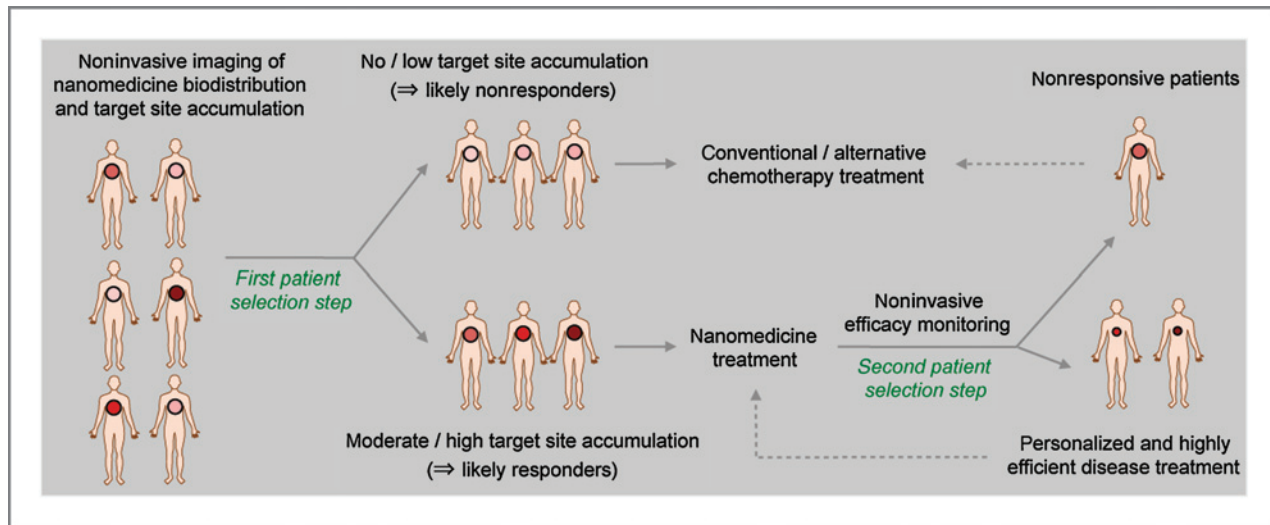 Noninvasive imaging of
nanomedicine biodistribution
and target site accumulation
First patient
selection step
No / low target site accumulation
(⇒ likely nonresponders)
Moderate / high target site accumulation
(⇒ likely responders)
Conventional / alternative
chemotherapy treatment
Nanomedicine
treatment
Noninvasive
efficacy monitoring
Second patient
selection step
Nonresponsive patients
Personalized and highly
efficient disease treatment